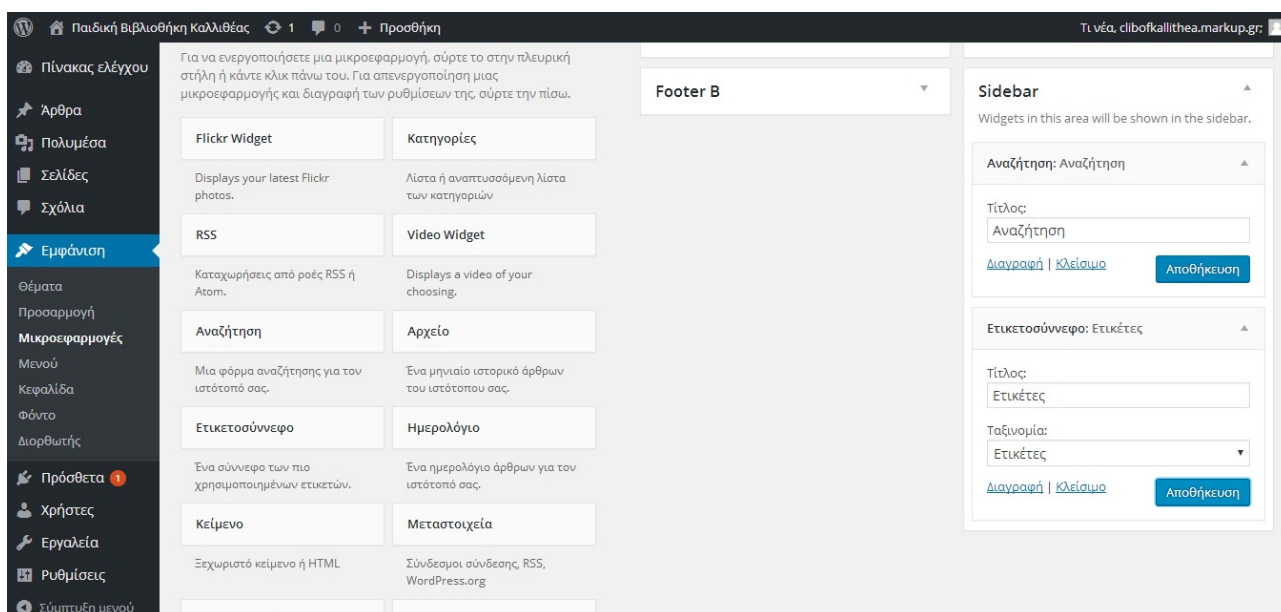 Παιδική Βιβλιοθήκη Καλλιθέας 1 0 + Προσθήκη Τι νέα, clibofkallithea.markup.gr;
Πίνακας ελέγχου
Άρθρα
Πολυμέσα
Σελίδες
Σχόλια
Εμφάνιση
Θέματα
Προσαρμογή
Μικροεφαρμογές
Μενού
Κεφαλίδα
Φόντο
Διορθωτής
Πρόσθετα 1
Χρήστες
Εργαλεία
Ρυθμίσεις
Σύμπτυξη μενού
Για να ενεργοποιήσετε μια μικροεφαρμογή, σύρτε το στην πλευρική
στήλη ή κάντε κλικ πάνω του. Για απενεργοποίηση μιας
μικροεφαρμογής και διαγραφή των ρυθμίσεων της, σύρτε την πίσω.
Flickr Widget
Displays your latest Flickr
photos.
Κατηγορίες
Λίστα ή αναπτυσσόμενη λίστα
των κατηγοριών
RSS
Καταχωρήσεις από ροές RSS ή
Atom.
Video Widget
Displays a video of your
choosing.
Αναζήτηση
Μια φόρμα αναζήτησης για τον
ιστότοπό σας.
Αρχείο
Ένα μηνιαίο ιστορικό άρθρων
του ιστότοπου σας.
Ετικετοσύννεφο
Ένα σύννεφο των πιο
χρησιμοποιημένων ετικετών.
Ημερολόγιο
Ένα ημερολόγιο άρθρων για τον
ιστότοπό σας.
Κείμενο
Ξεχωριστό κείμενο ή HTML
Μεταστοιχεία
Σύνδεσμοι σύνδεσης, RSS,
WordPress.org
Footer B
Sidebar
Widgets in this area will be shown in the sidebar.
Αναζήτηση: Αναζήτηση
Τίτλος:
Αναζήτηση
Διαγραφή | Κλείσιμο Αποθήκευση
Ετικετοσύννεφο: Ετικέτες
Τίτλος:
Ετικέτες
Ταξινομία:
Ετικέτες
Διαγραφή | Κλείσιμο Αποθήκευση